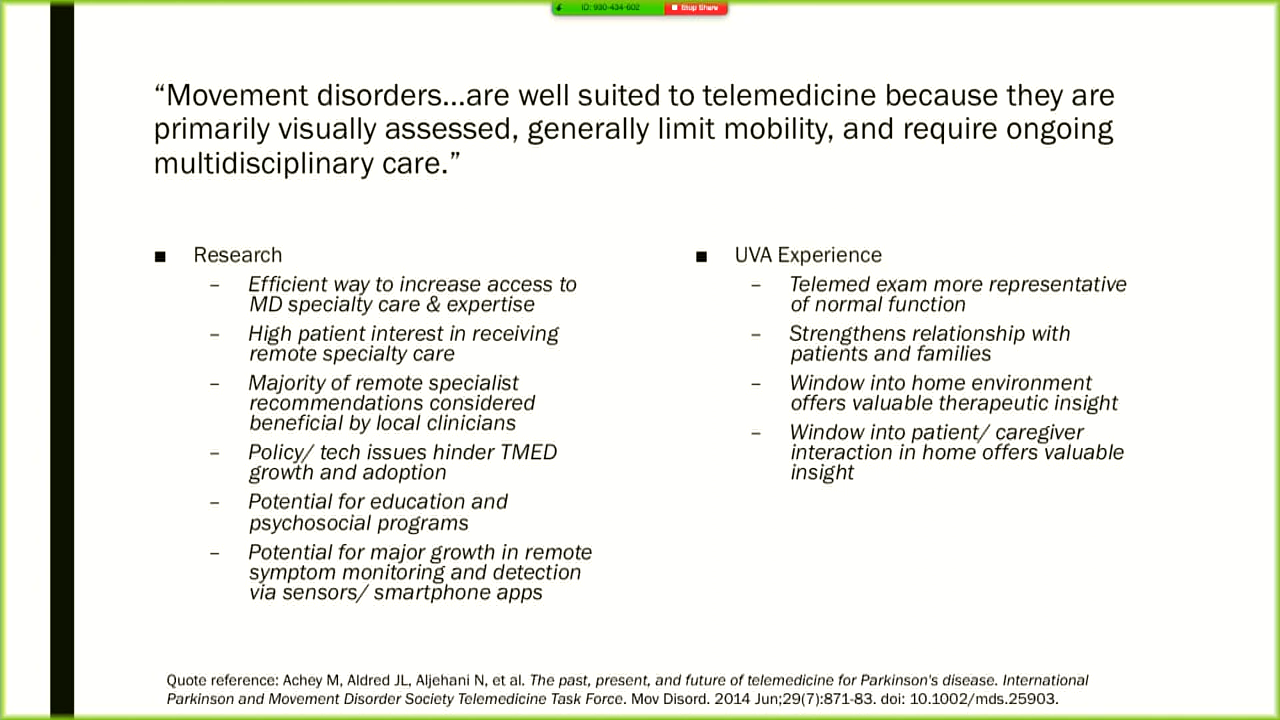 ID: 930-434-602 Stop Share
“Movement disorders...are well suited to telemedicine because they are
primarily visually assessed, generally limit mobility, and require ongoing
multidisciplinary care.”
■ Research
– Efficient way to increase access to
MD specialty care & expertise
– High patient interest in receiving
remote specialty care
– Majority of remote specialist
recommendations considered
beneficial by local clinicians
– Policy/ tech issues hinder TMED
growth and adoption
– Potential for education and
psychosocial programs
– Potential for major growth in remote
symptom monitoring and detection
via sensors/ smartphone apps
■ UVA Experience
– Telemed exam more representative
of normal function
– Strengthens relationship with
patients and families
– Window into home environment
offers valuable therapeutic insight
– Window into patient/ caregiver
interaction in home offers valuable
insight
Quote reference: Achey M, Aldred JL, Aljehani N, et al. The past, present, and future of telemedicine for Parkinson's disease. International
Parkinson and Movement Disorder Society Telemedicine Task Force. Mov Disord. 2014 Jun;29(7):871-83. doi: 10.1002/mds.25903.